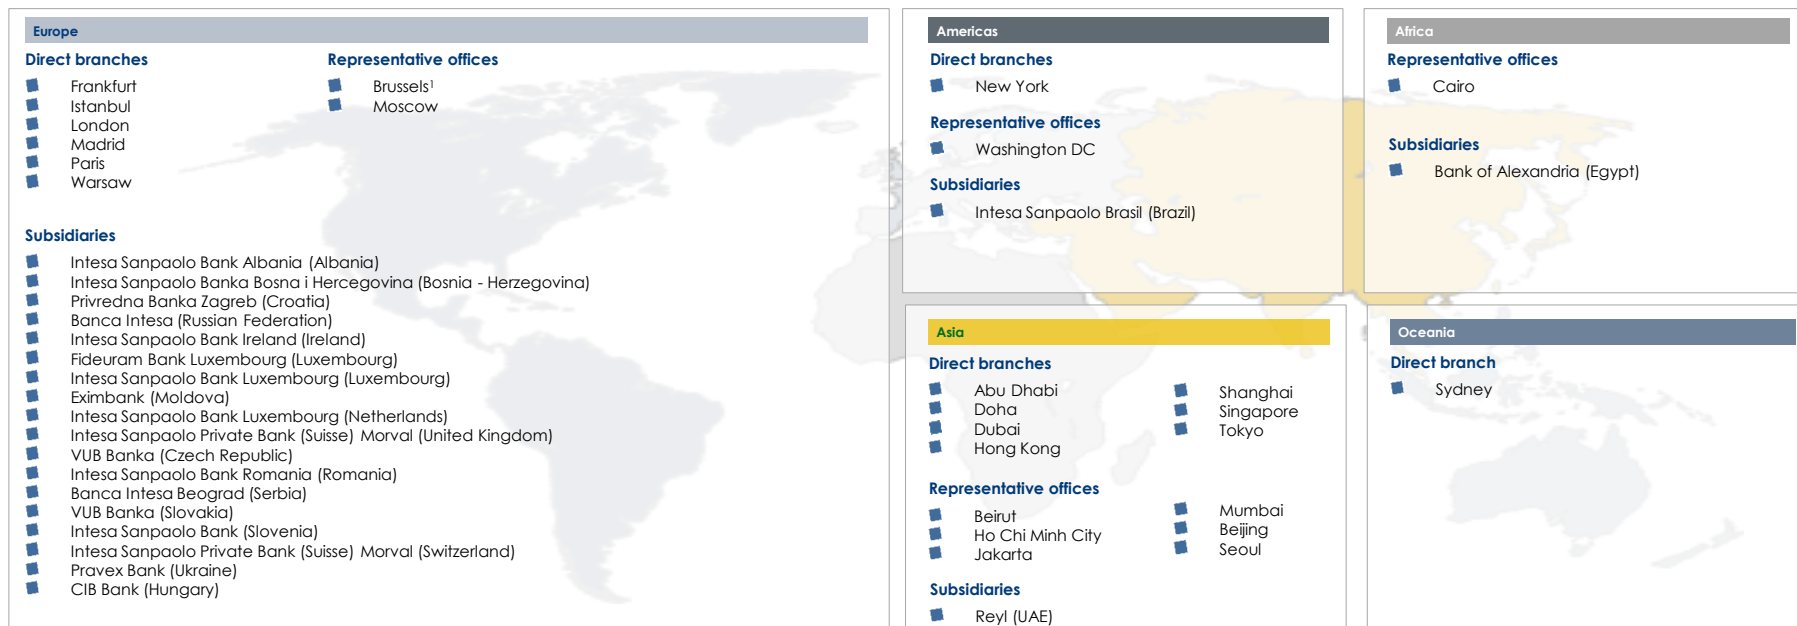 Europe
Direct branches
Frankfurt
Istanbul
London
Madrid
Paris
Warsaw
Representative offices
Brussels¹
Moscow
Subsidiaries
Intesa Sanpaolo Bank Albania (Albania)
Intesa Sanpaolo Banka Bosna i Hercegovina (Bosnia - Herzegovina)
Privredna Banka Zagreb (Croatia)
Banca Intesa (Russian Federation)
Intesa Sanpaolo Bank Ireland (Ireland)
Fideuram Bank Luxembourg (Luxembourg)
Intesa Sanpaolo Bank Luxembourg (Luxembourg)
Eximbank (Moldova)
Intesa Sanpaolo Bank Luxembourg (Netherlands)
Intesa Sanpaolo Private Bank (Suisse) Morval (United Kingdom)
VUB Banka (Czech Republic)
Intesa Sanpaolo Bank Romania (Romania)
Banca Intesa Beograd (Serbia)
VUB Banka (Slovakia)
Intesa Sanpaolo Bank (Slovenia)
Intesa Sanpaolo Private Bank (Suisse) Morval (Switzerland)
Pravex Bank (Ukraine)
CIB Bank (Hungary)
Americas
Direct branches
New York
Representative offices
Washington DC
Subsidiaries
Intesa Sanpaolo Brasil (Brazil)
Africa
Representative offices
Cairo
Subsidiaries
Bank of Alexandria (Egypt)
Asia
Direct branches
Abu Dhabi
Doha
Dubai
Hong Kong
Shanghai
Singapore
Tokyo
Representative offices
Beirut
Ho Chi Minh City
Jakarta
Mumbai
Beijing
Seoul
Subsidiaries
Reyl (UAE)
Oceania
Direct branch
Sydney